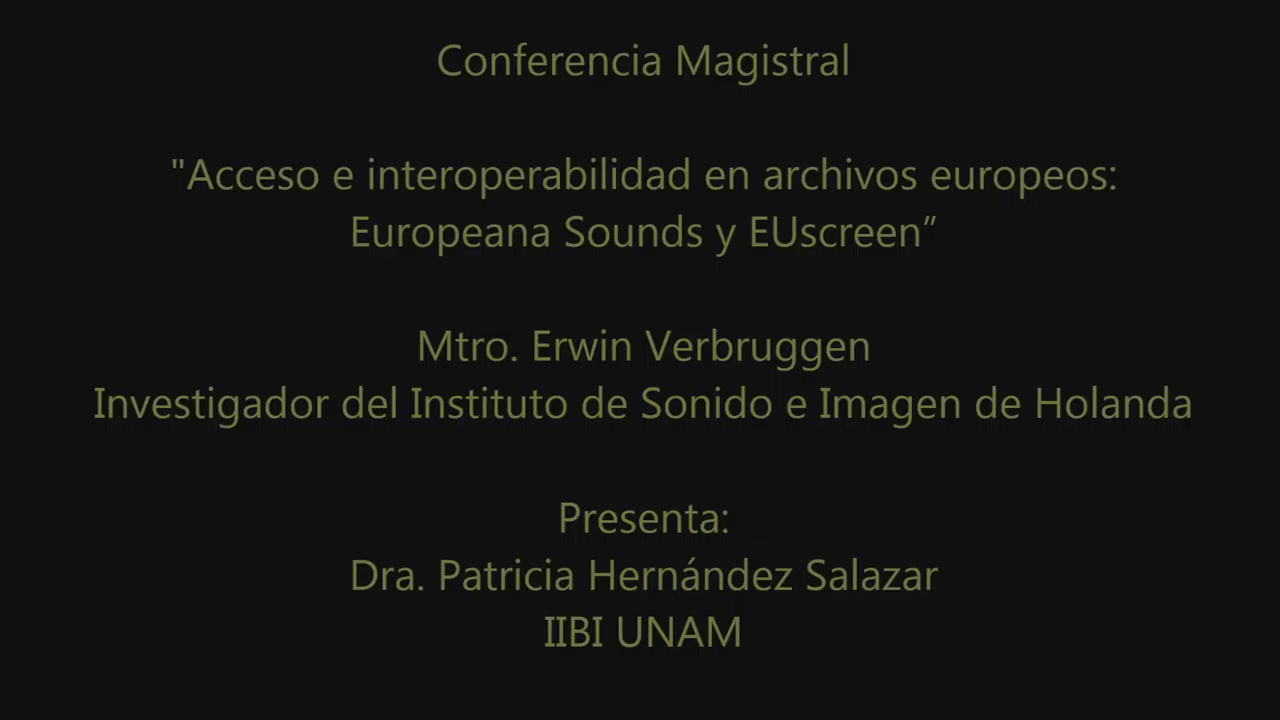 Conferencia Magistral
"Acceso e interoperabilidad en archivos europeos:
Europeana Sounds y EUscreen”
Mtro. Erwin Verbruggen
Investigador del Instituto de Sonido e Imagen de Holanda
Presenta:
Dra. Patricia Hernández Salazar
IIBI UNAM